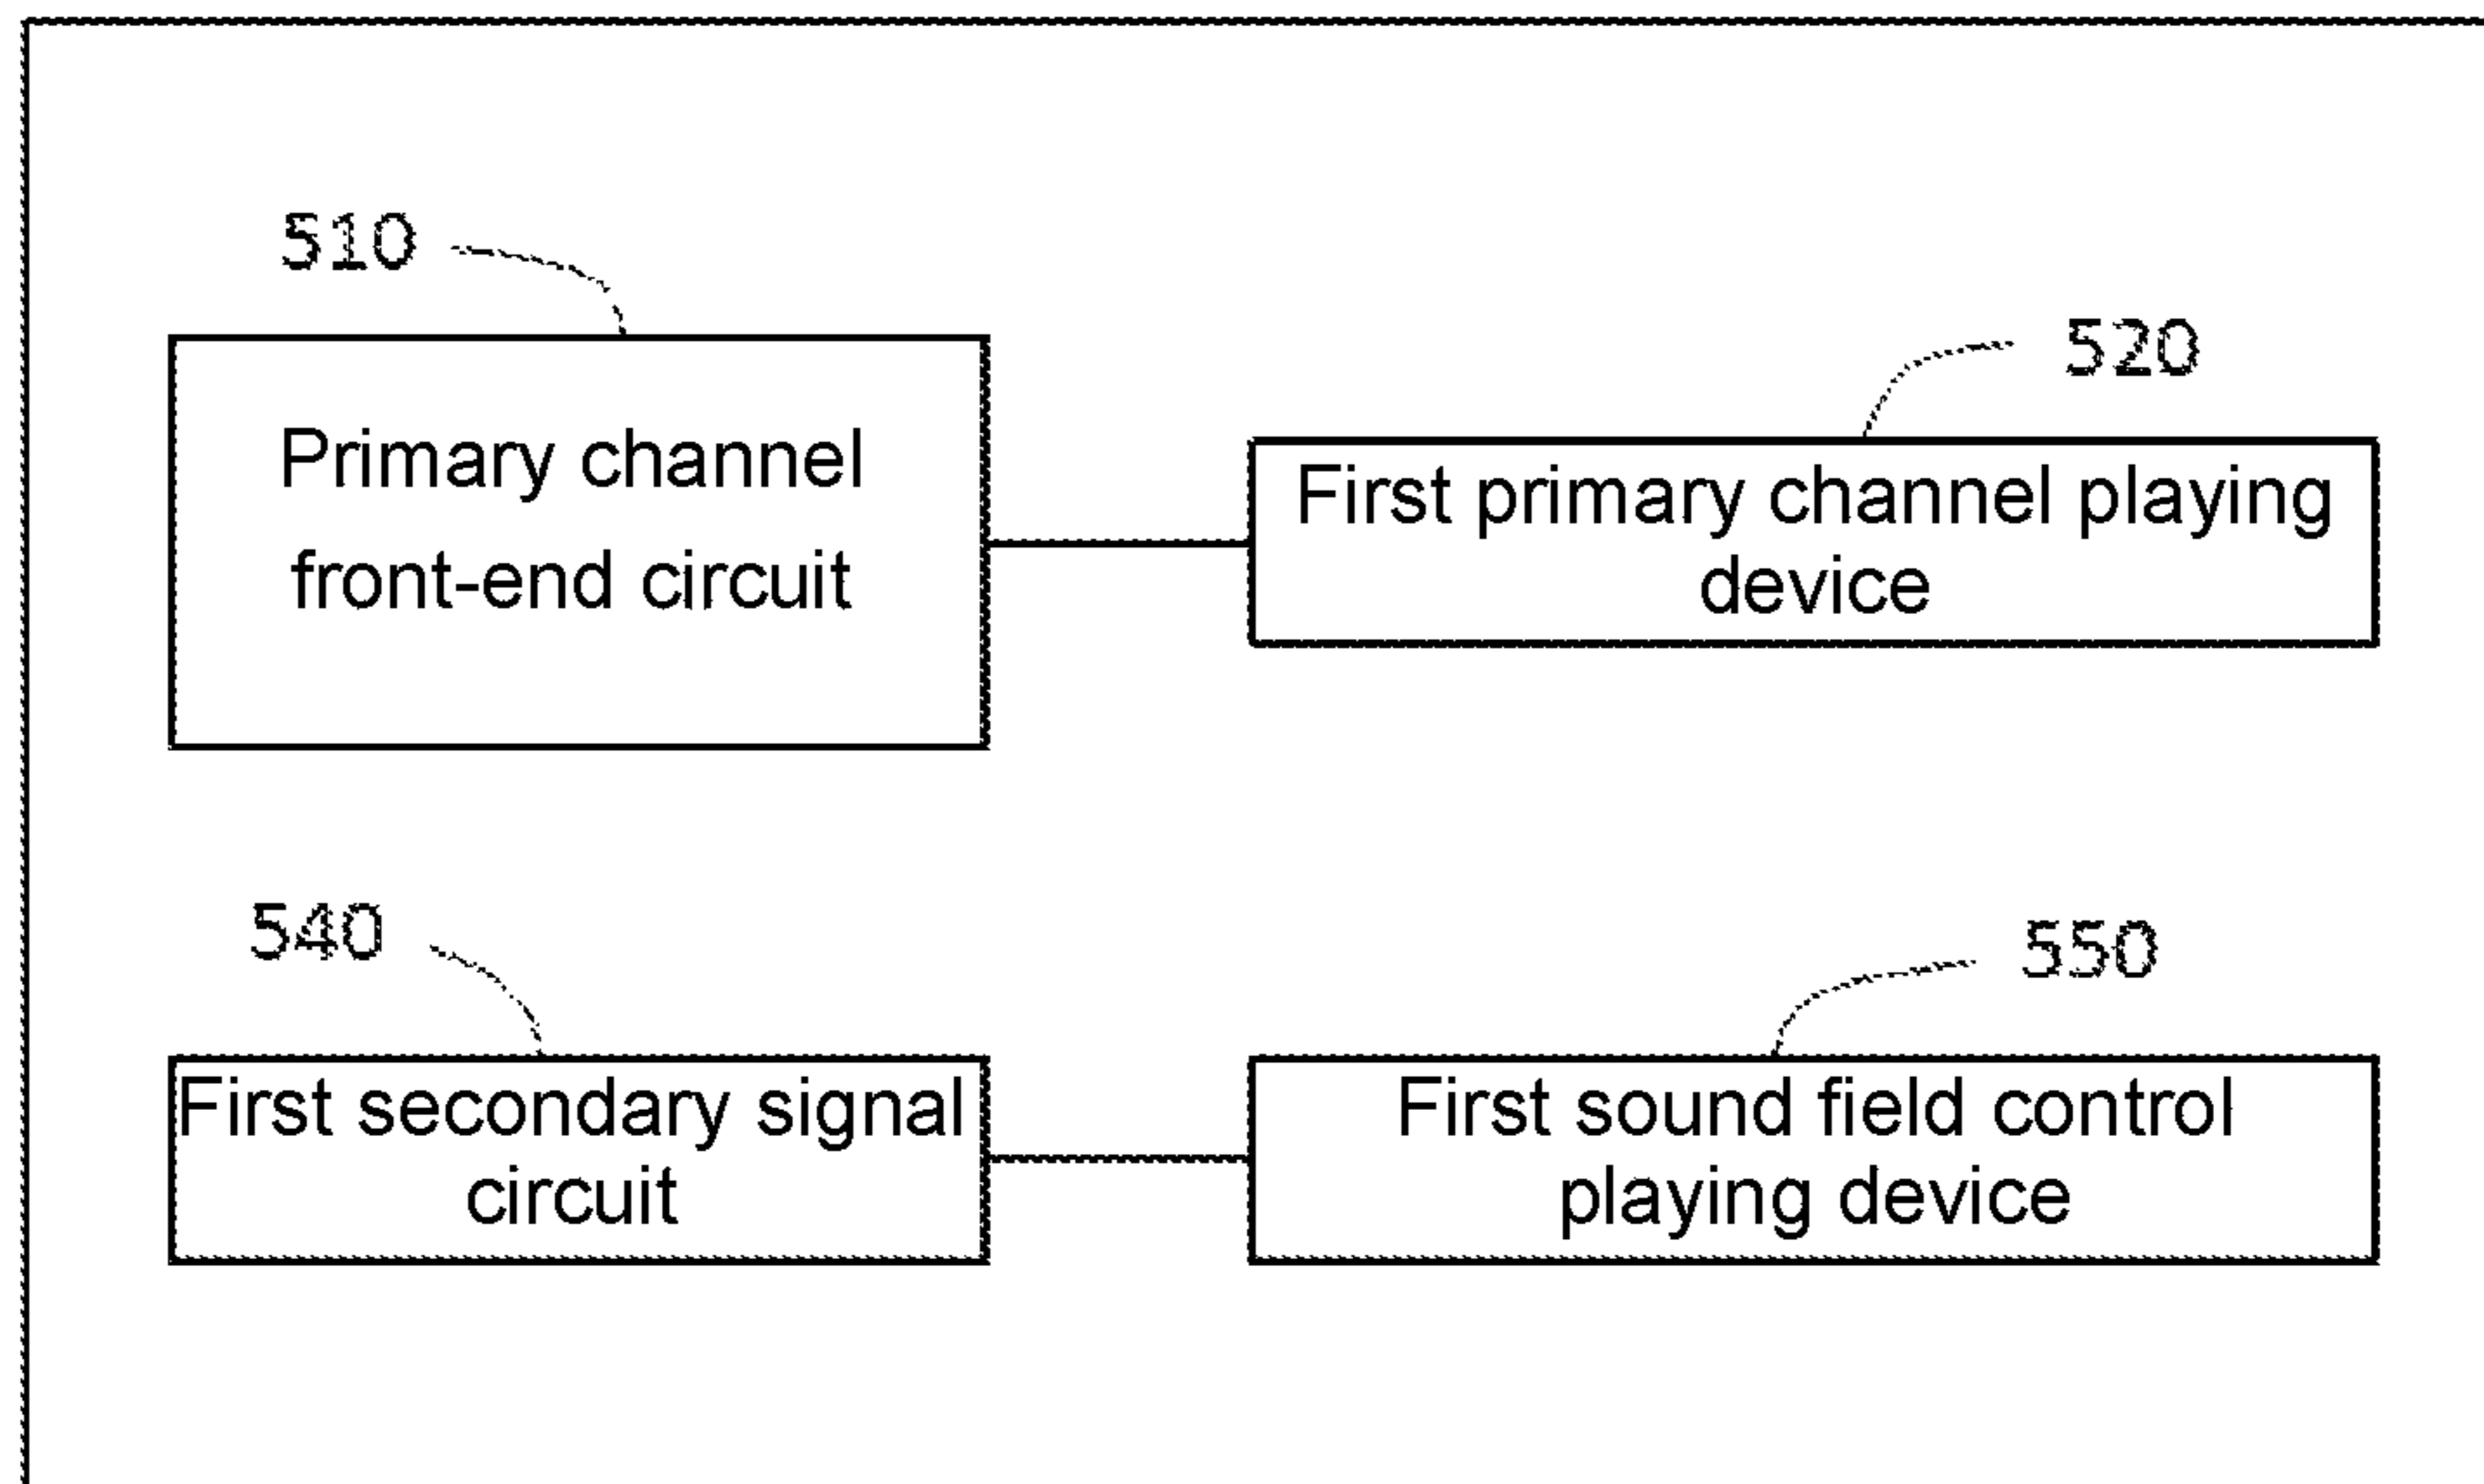 510
Primary channel
front-end circuit
520
First primary channel playing
device
540
First secondary signal
circuit
550
First sound field control
playing device